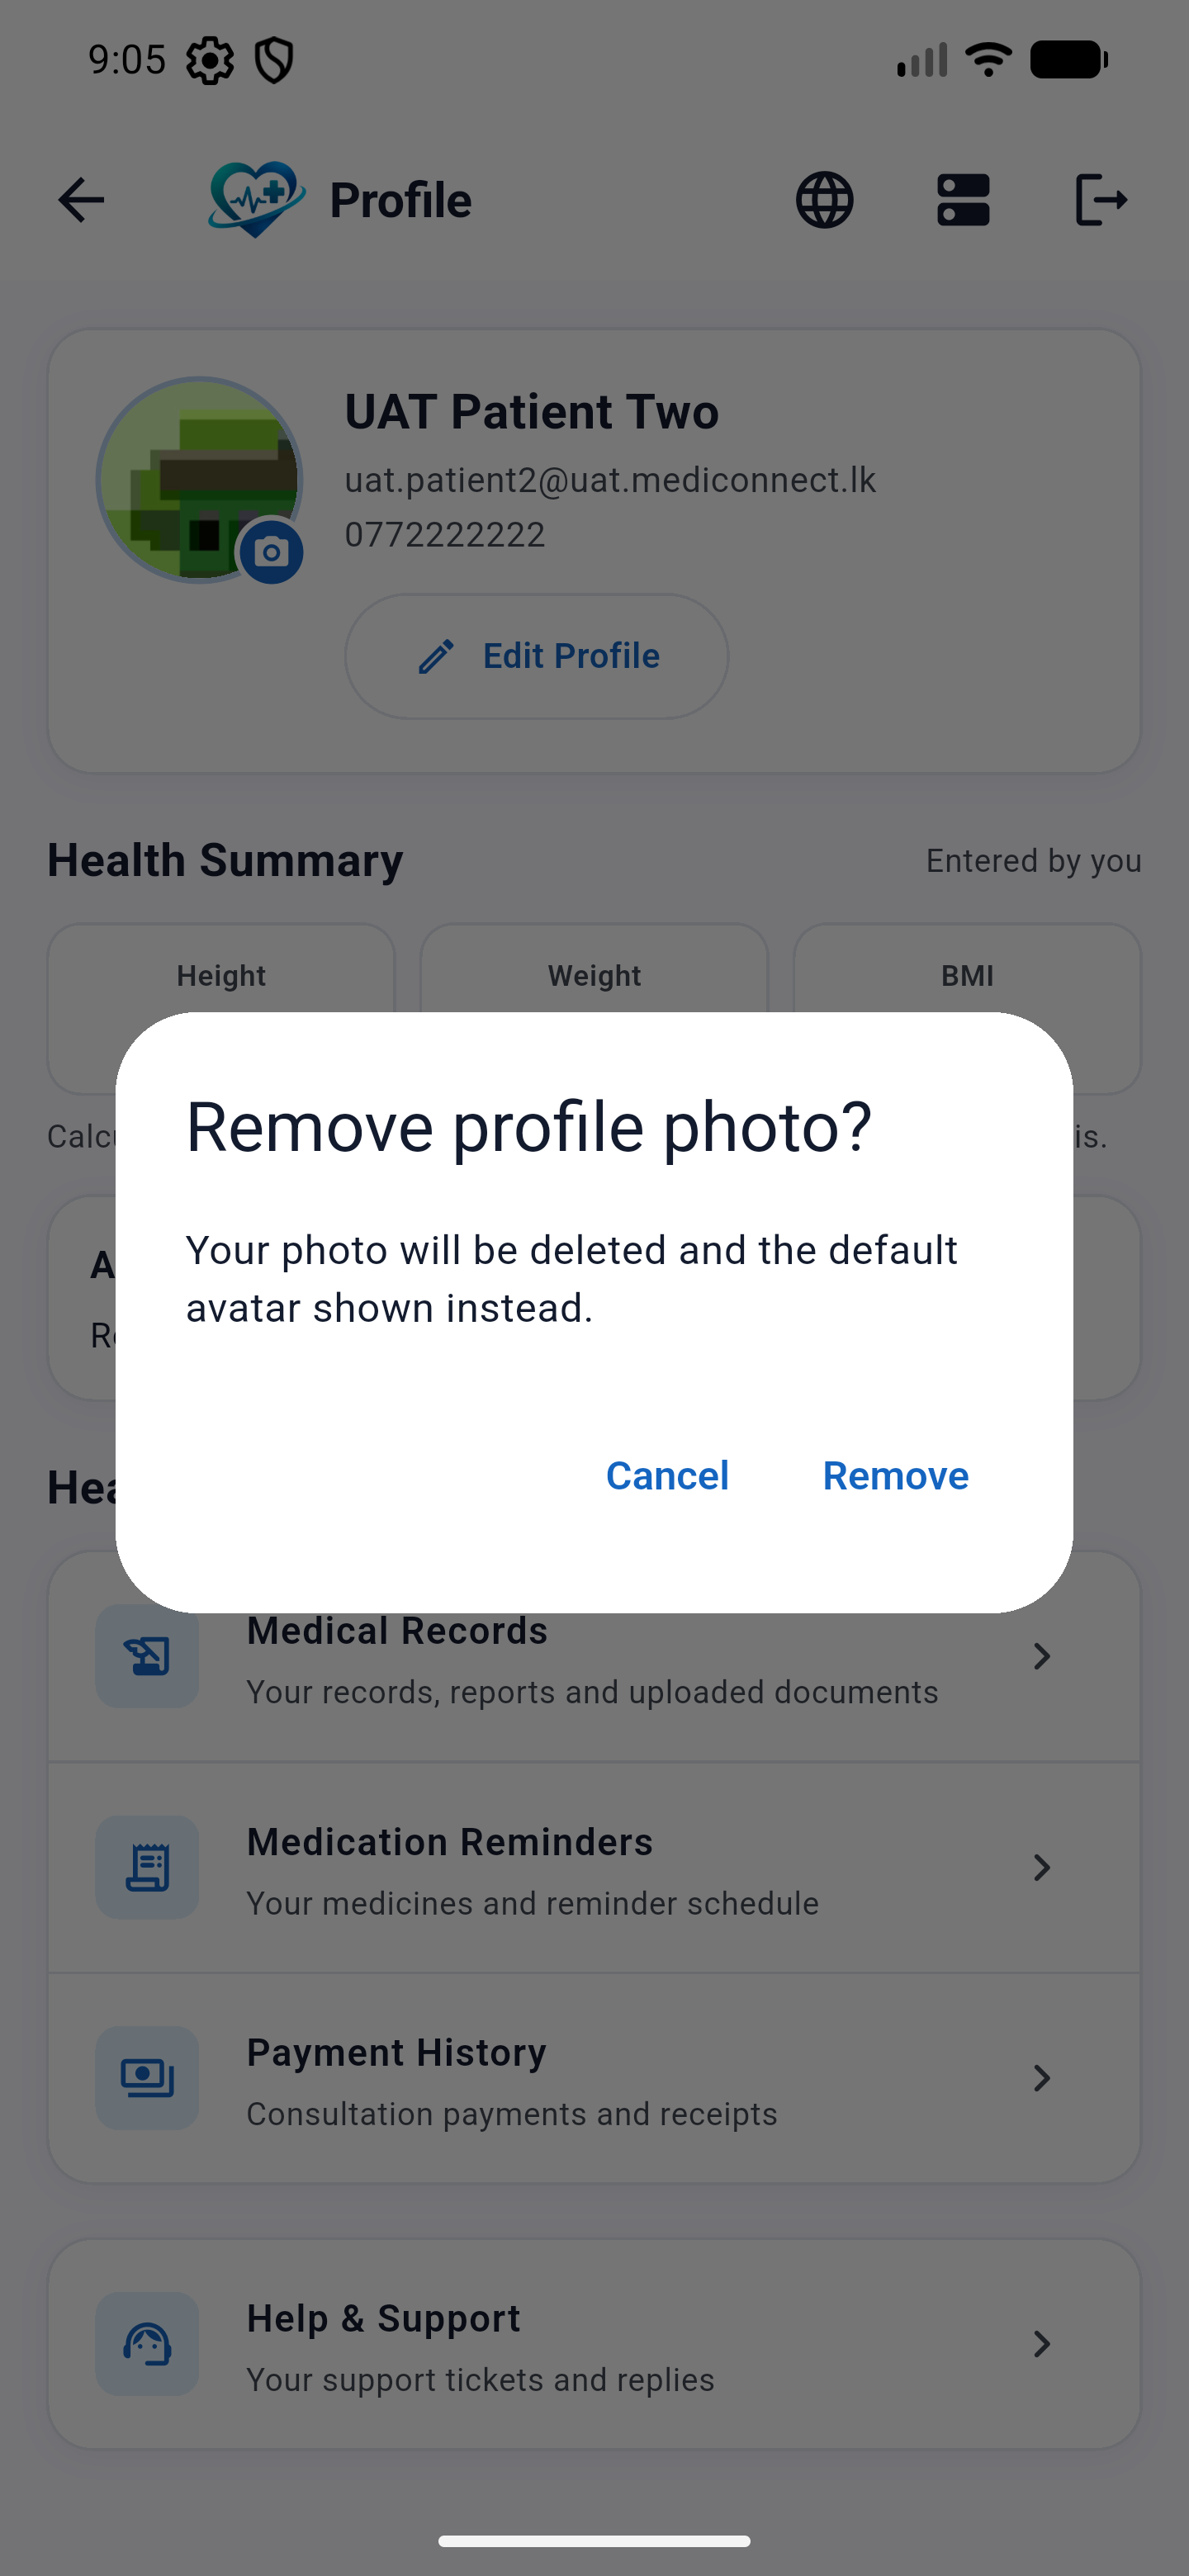 9:05
Profile
UAT Patient Two
uat.patient2@uat.mediconnect.lk
0772222222
Edit Profile
Health Summary
Entered by you
Height
Weight
BMI
Remove profile photo?
Your photo will be deleted and the default
avatar shown instead.
Cancel
Remove
Medical Records
Your records, reports and uploaded documents
Medication Reminders
Your medicines and reminder schedule
Payment History
Consultation payments and receipts
Help & Support
Your support tickets and replies